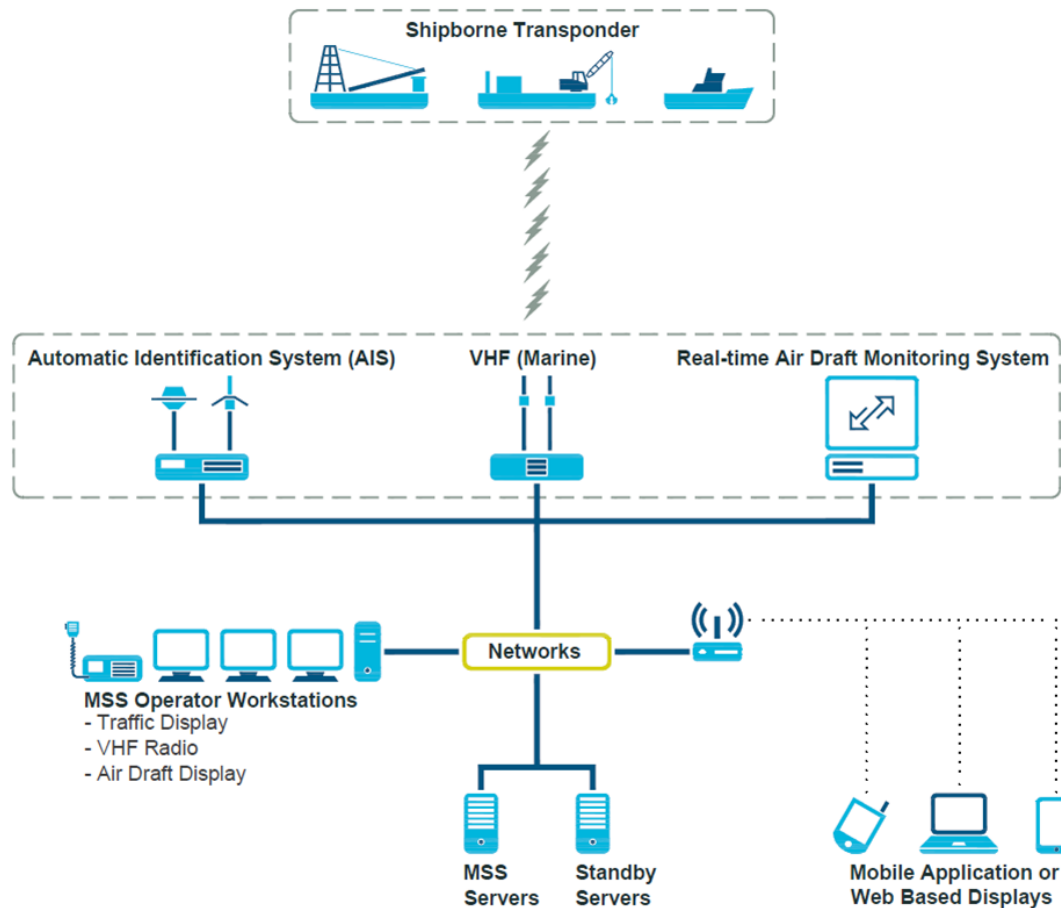 Shipborne Transponder
Automatic Identification System (AIS)
VHF (Marine)
Real-time Air Draft Monitoring System
Networks
MSS Operator Workstations
- Traffic Display
- VHF Radio
- Air Draft Display
MSS
Servers
Standby
Servers
Mobile Application or
Web Based Displays